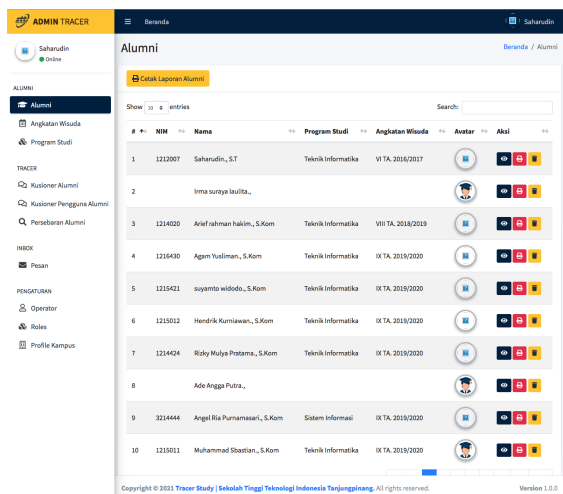 ADMIN TRACER
Beranda
Saharudin
Saharudin
Online
Alumni
Beranda / Alumni
ALUMNI
Alumni
Angkatan Wisuda
Program Studi
TRACER
Kusioner Alumni
Kusioner Pengguna Alumni
Persebaran Alumni
INBOX
Pesan
PENGATURAN
Operator
Roles
Profile Kampus
Cetak Laporan Alumni
Show 10 entries
Search:
# NIM Nama Program Studi Angkatan Wisuda Avatar Aksi
1 1212007 Saharudin., S.T Teknik Informatika VI TA. 2016/2017
2 Irma suraya laulita.,
3 1214020 Arief rahman hakim., S.Kom Teknik Informatika VIII TA. 2018/2019
4 1216430 Agam Yusliman., S.Kom Teknik Informatika IX TA. 2019/2020
5 1215421 suyamto widodo., S.Kom Teknik Informatika IX TA. 2019/2020
6 1215012 Hendrik Kurniawan., S.Kom Teknik Informatika IX TA. 2019/2020
7 1214424 Rizky Mulya Pratama., S.Kom Teknik Informatika IX TA. 2019/2020
8 Ade Angga Putra.,
9 3214444 Angel Ria Purnamasari., S.Kom Sistem Informasi IX TA. 2019/2020
10 1215011 Muhammad Sbastian., S.Kom Teknik Informatika IX TA. 2019/2020
Copyright © 2021 Tracer Study | Sekolah Tinggi Teknologi Indonesia Tanjungpinang. All rights reserved.
Version 1.0.0